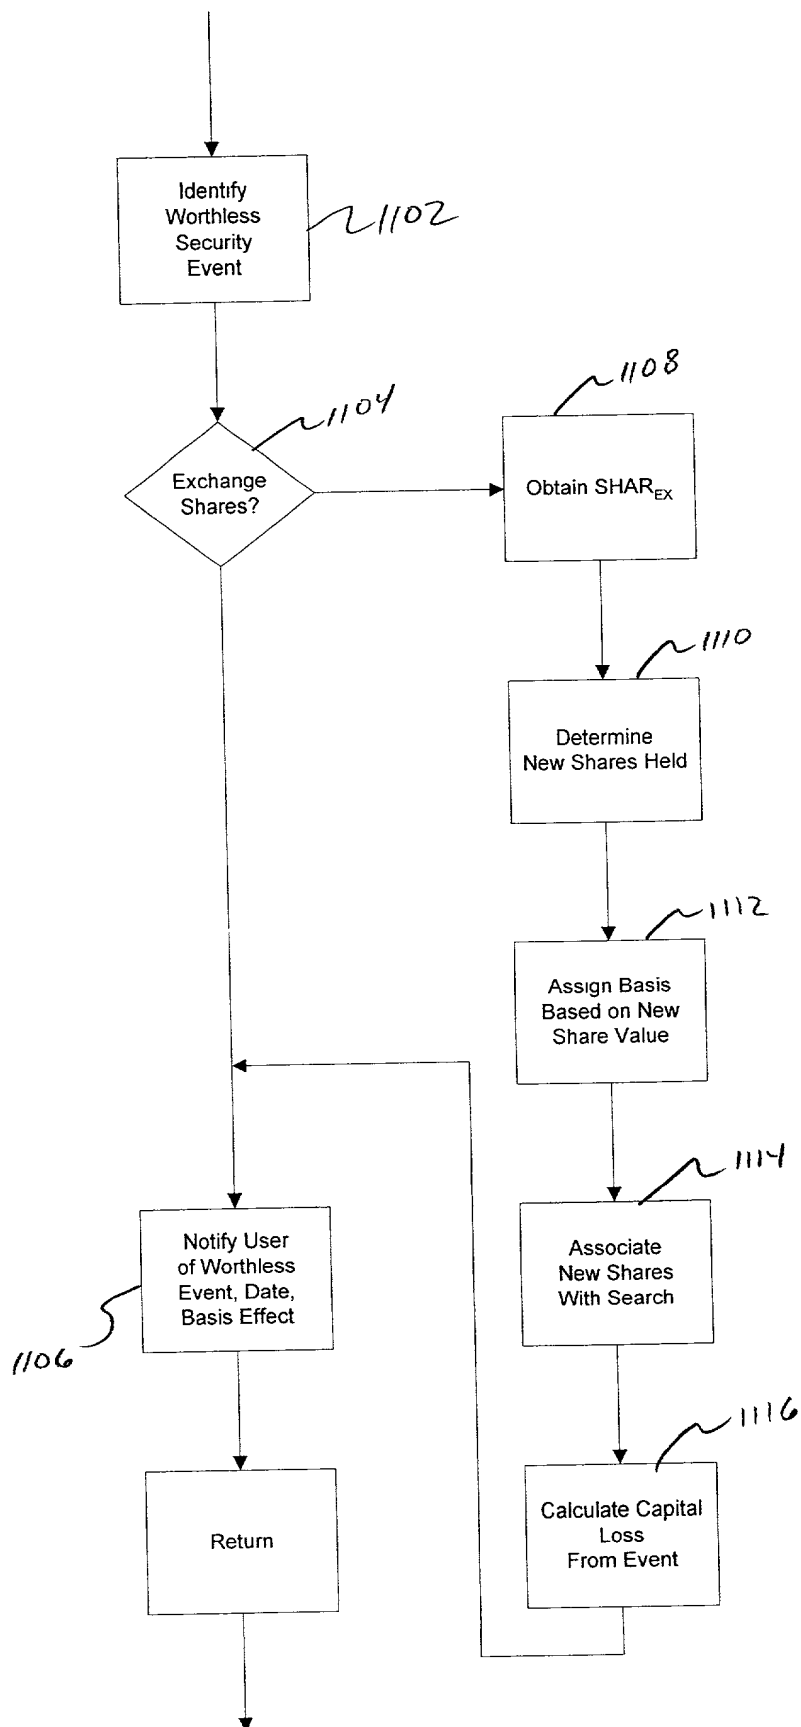 Identify
Worthless
Security
Event
1102
1104
Exchange
Shares?
1108
Obtain SHAR_EX
1110
Determine
New Shares Held
1112
Assign Basis
Based on New
Share Value
1114
Associate
New Shares
With Search
1116
Calculate Capital
Loss
From Event
Notify User
of Worthless
Event, Date,
Basis Effect
1106
Return